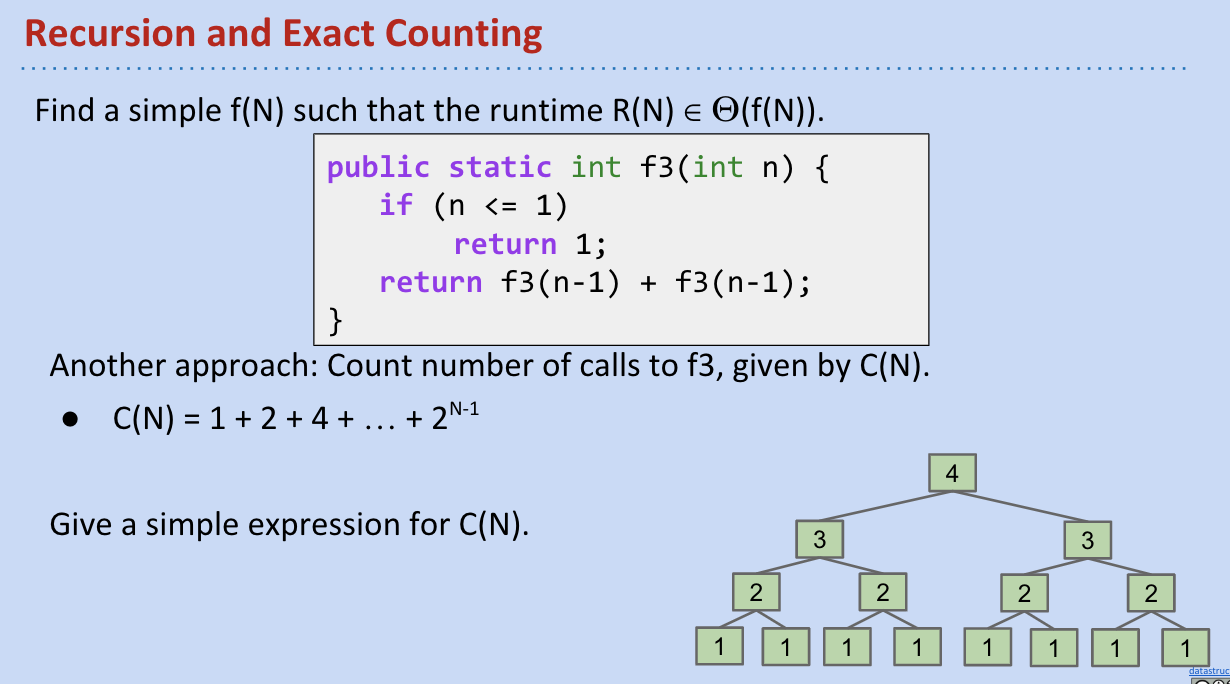 Recursion and Exact Counting
Find a simple f(N) such that the runtime R(N) ∈ Θ(f(N)).
public static int f3(int n) {
if (n <= 1)
return 1;
return f3(n-1) + f3(n-1);
}
Another approach: Count number of calls to f3, given by C(N).
● C(N) = 1 + 2 + 4 + … + 2^N-1
4
Give a simple expression for C(N).
3 3
2 2 2 2
1 1 1 1 1 1 1 1
datastruc